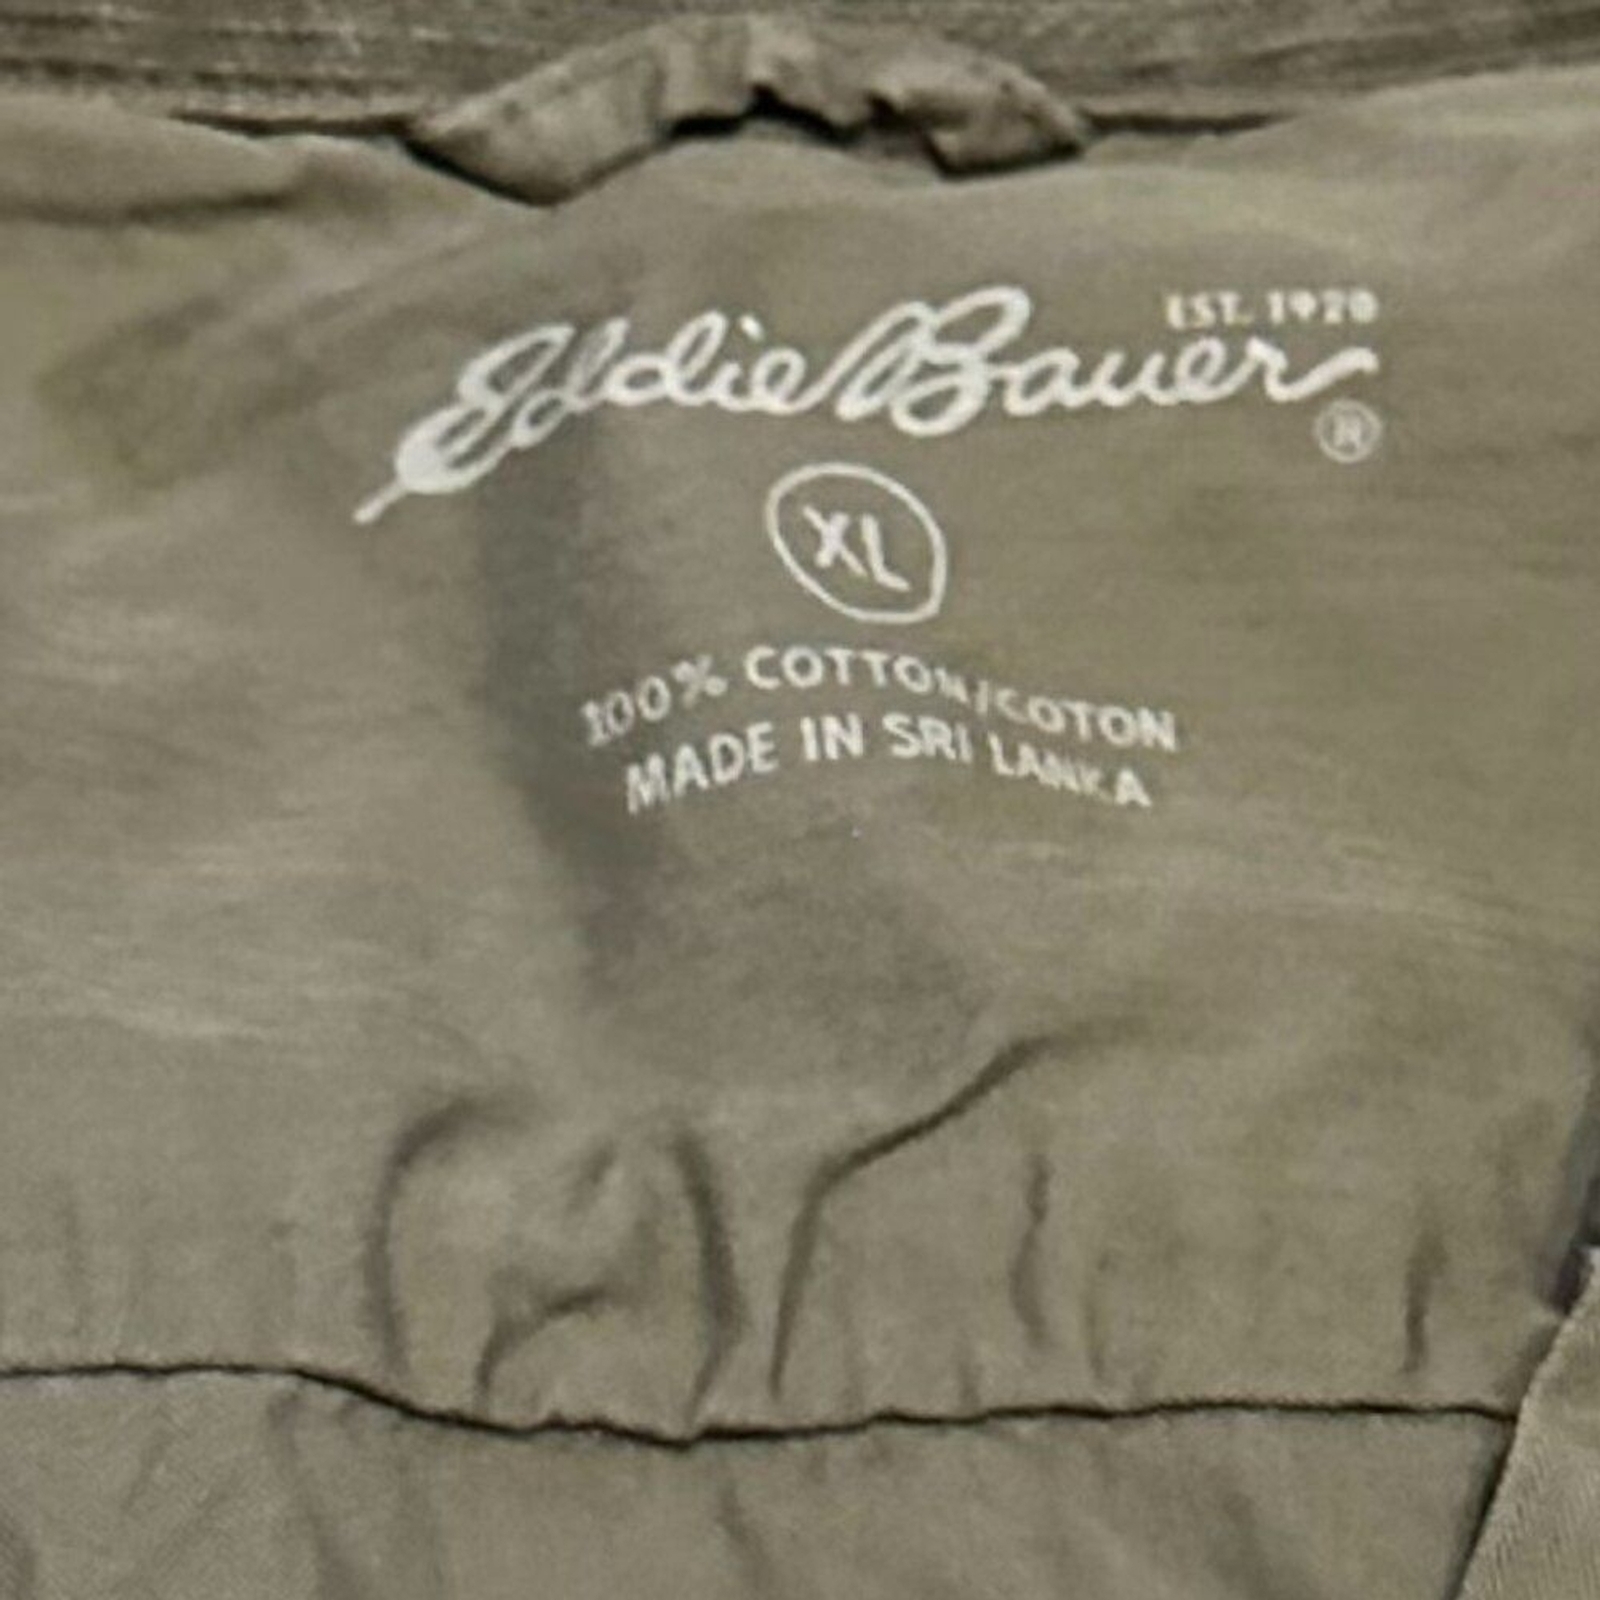 EST. 1920
Eddie Bauer
®
XL
100% COTTON/COTON
MADE IN SRI LANKA